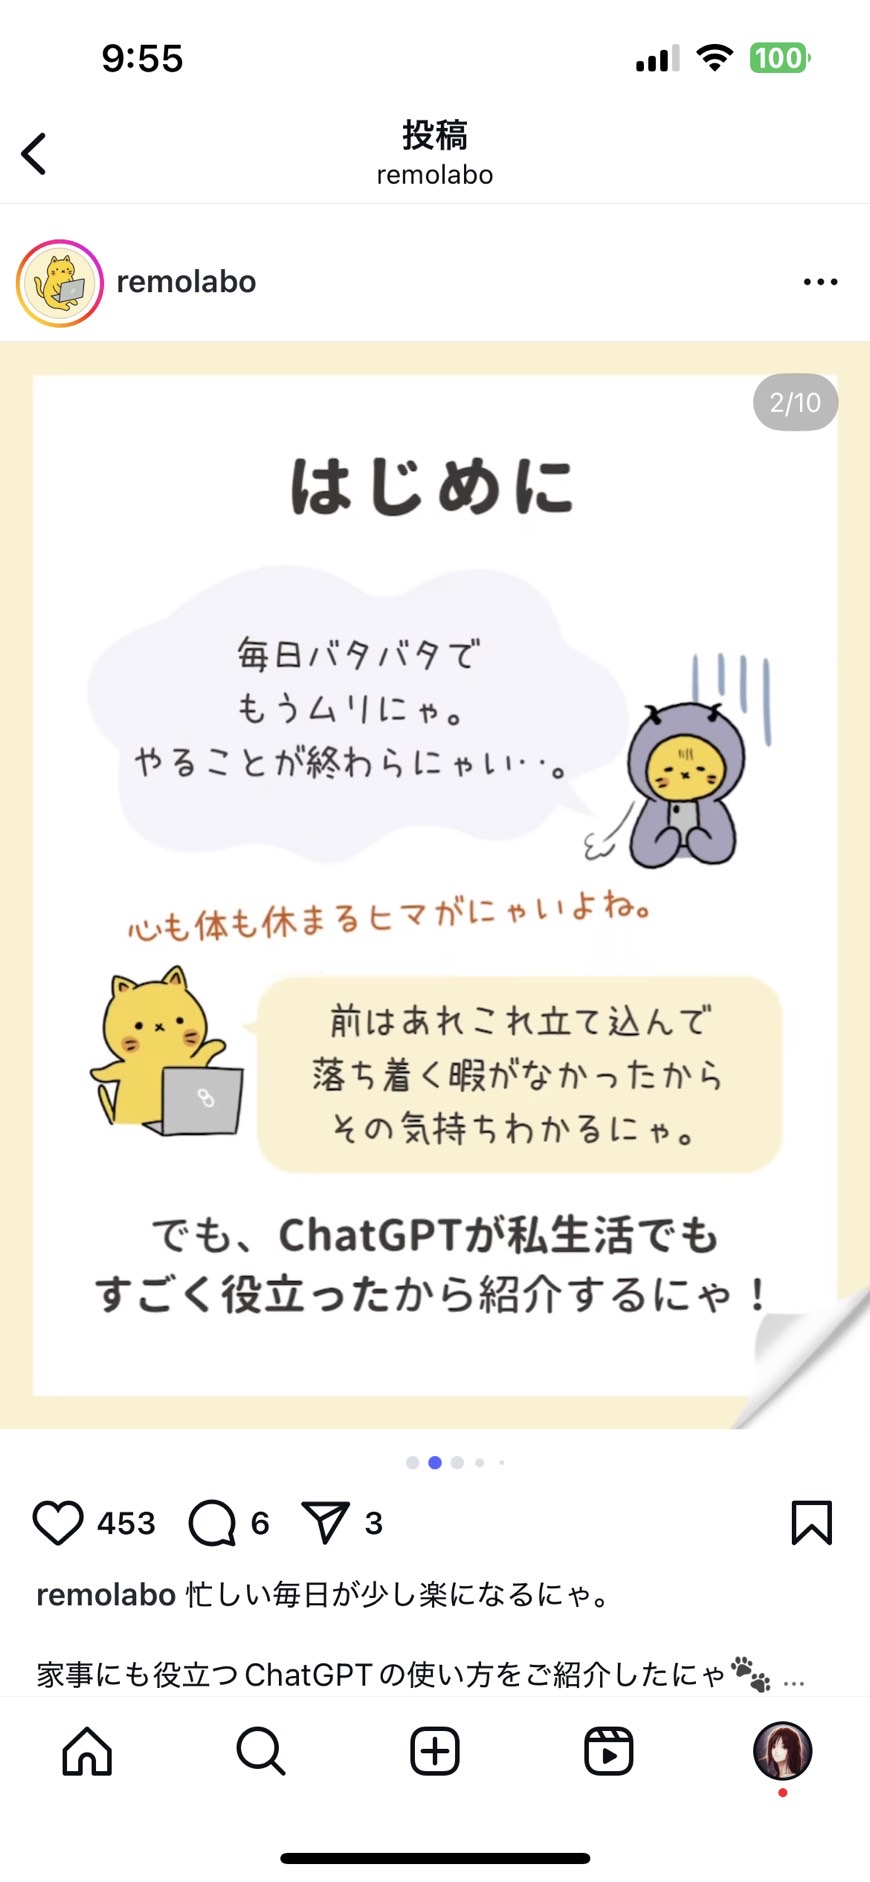 9:55
100
投稿
remolabo
remolabo
2/10
はじめに
毎日バタバタで
もうムリにゃ。
やることが終わらにゃい‥。
心も体も休まるヒマがにゃいよね。
前はあれこれ立て込んで
落ち着く暇がなかったから
その気持ちわかるにゃ。
でも、ChatGPTが私生活でも
すごく役立ったから紹介するにゃ！
453 6 3
remolabo 忙しい毎日が少し楽になるにゃ。
家事にも役立つChatGPTの使い方をご紹介したにゃ🐾 ...